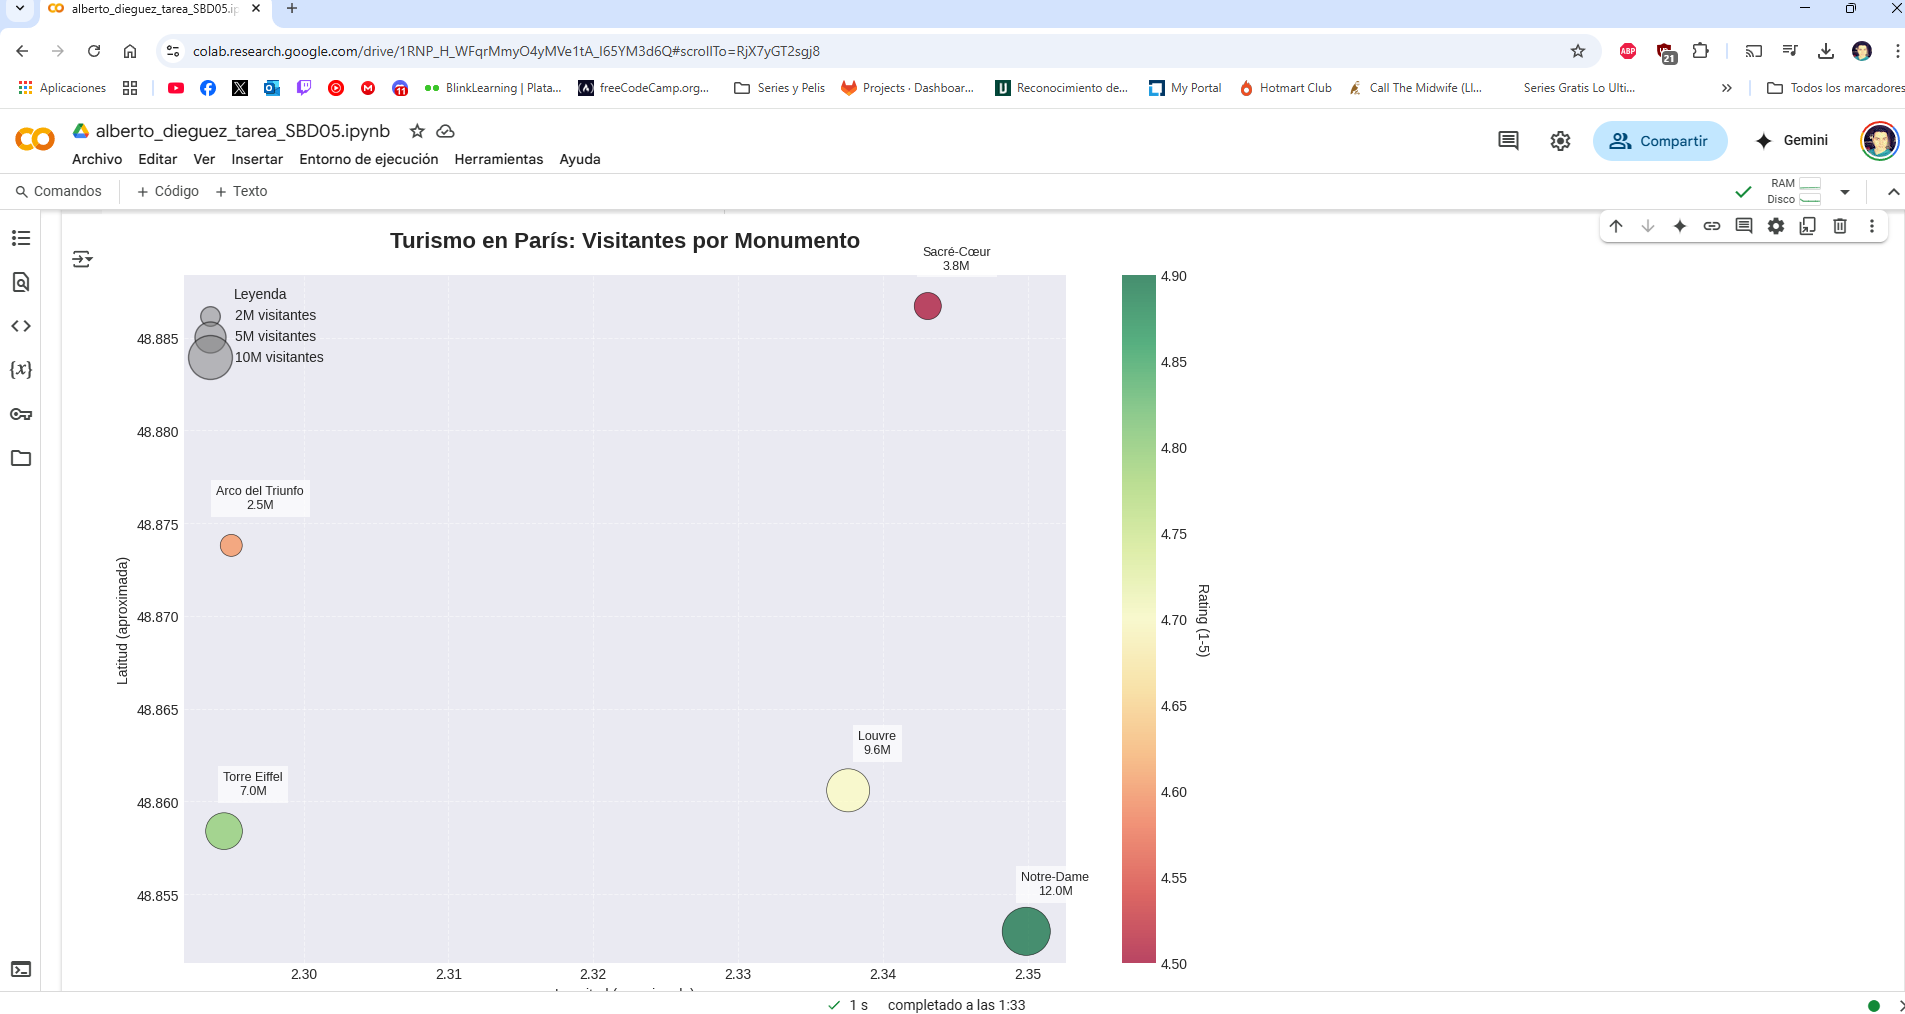 alberto_dieguez_tarea_SBD05.ip
colab.research.google.com/drive/1RNP_H_WFqrMmyO4yMVe1tA_I65YM3d6Q#scrollTo=RjX7yGT2sgj8
ABP
21
Aplicaciones
11
BlinkLearning | Plata...
freeCodeCamp.org...
Series y Pelis
Projects · Dashboar...
Reconocimiento de...
My Portal
Hotmart Club
Call The Midwife (Ll...
Series Gratis Lo Ulti...
Todos los marcadores
alberto_dieguez_tarea_SBD05.ipynb
Archivo Editar Ver Insertar Entorno de ejecución Herramientas Ayuda
Compartir
Gemini
Comandos
+ Código + Texto
RAM
Disco
Turismo en París: Visitantes por Monumento
Sacré-Cœur
3.8M
Leyenda
2M visitantes
5M visitantes
10M visitantes
48.885
48.880
48.875
48.870
48.865
48.860
48.855
Latitud (aproximada)
Arco del Triunfo
2.5M
Louvre
9.6M
Torre Eiffel
7.0M
Notre-Dame
12.0M
2.30 2.31 2.32 2.33 2.34 2.35
4.90
4.85
4.80
4.75
4.70
4.65
4.60
4.55
4.50
Rating (1-5)
1 s completado a las 1:33